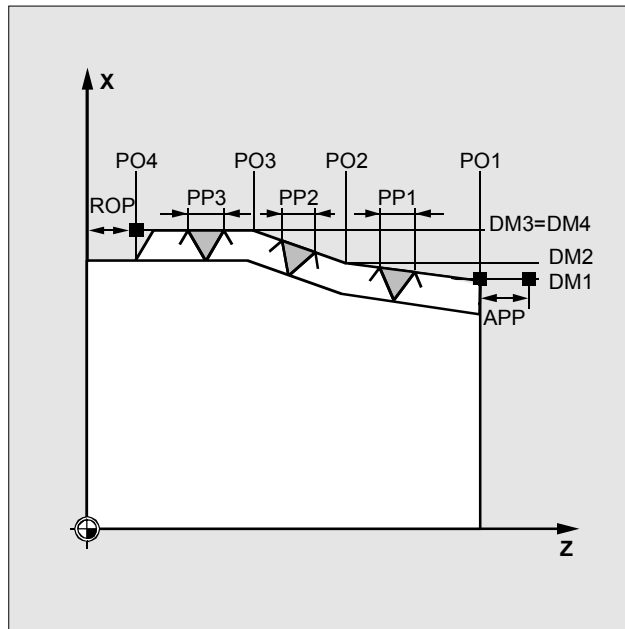 X
PO4 PO3 PO2 PO1
ROP PP3 PP2 PP1
DM3=DM4
DM2
DM1
APP
Z